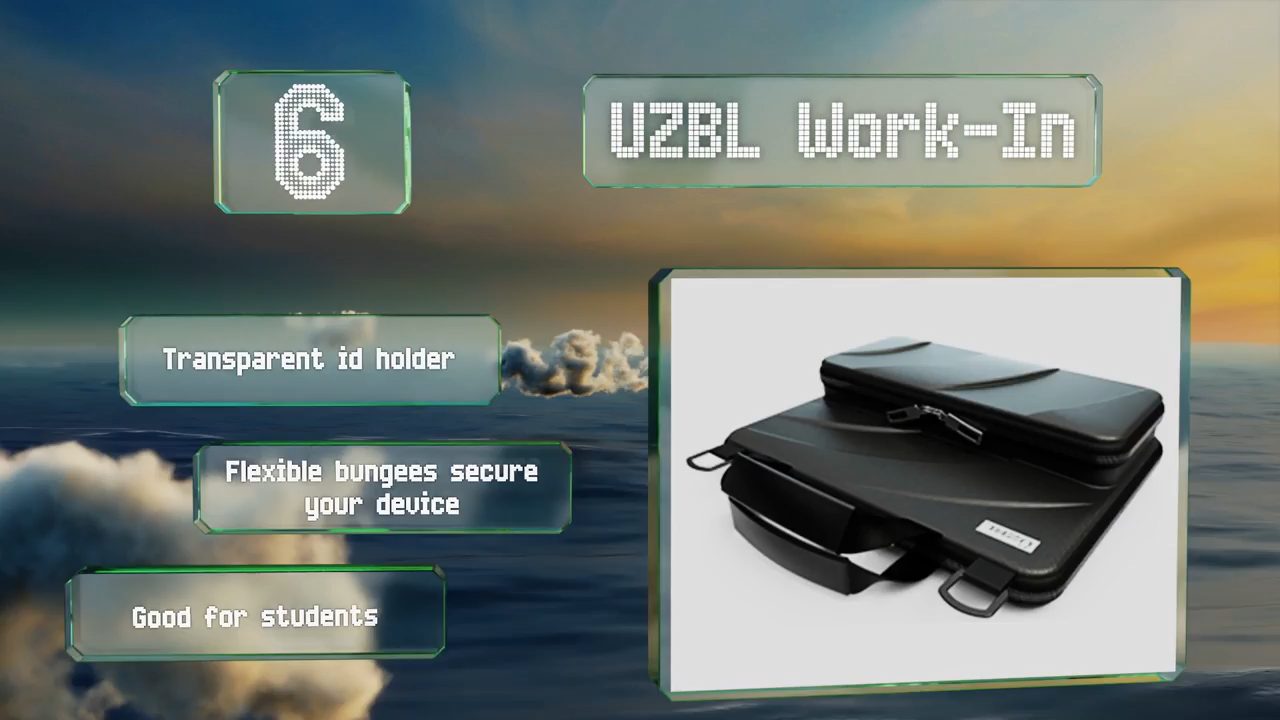 6
UZBL Work-In
Transparent id holder
Flexible bungees secure
your device
Good for students